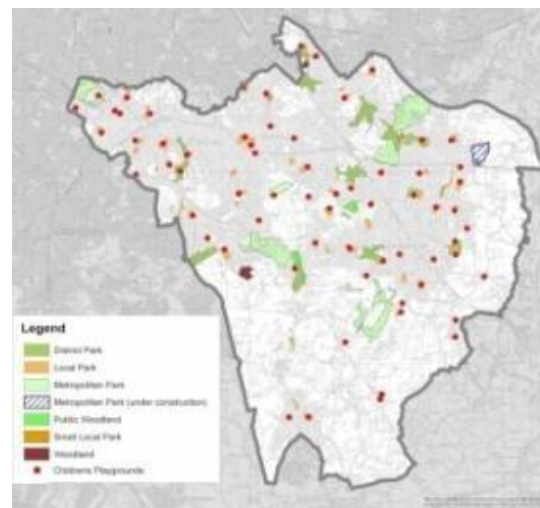 Legend
District Park
Local Park
Metropolitan Park
Metropolitan Park (under construction)
Public Woodland
Small Local Park
Woodland
Childrens Playgrounds